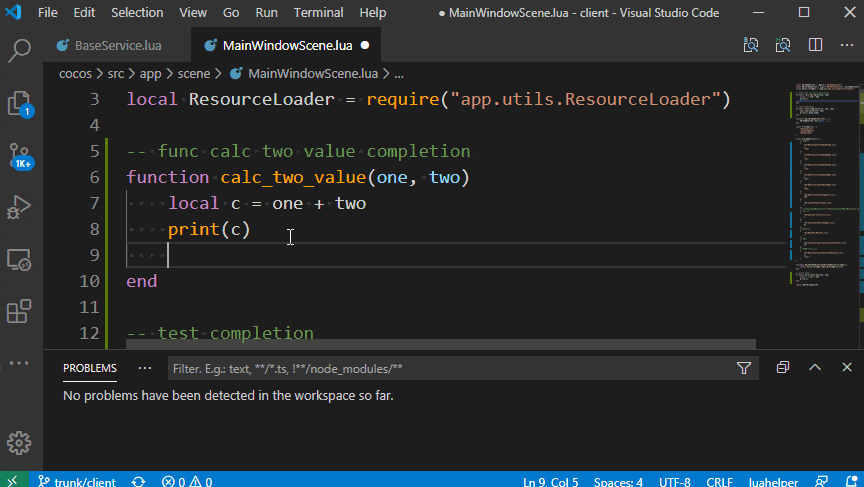 File Edit Selection View Go Run Terminal Help ● MainWindowScene.lua - client - Visual Studio Code
BaseService.lua MainWindowScene.lua ●
cocos > src > app > scene > MainWindowScene.lua > ...
3 local ResourceLoader = require("app.utils.ResourceLoader")
4
5 -- func calc two value completion
6 function calc_two_value(one, two)
7 local c = one + two
8 print(c)
9
10 end
11
12 -- test completion
1
1K+
PROBLEMS ··· Filter. E.g.: text, **/*.ts, !**/node_modules/**
No problems have been detected in the workspace so far.
trunk/client 0 0 Ln 9, Col 5 Spaces: 4 UTF-8 CRLF luahelper